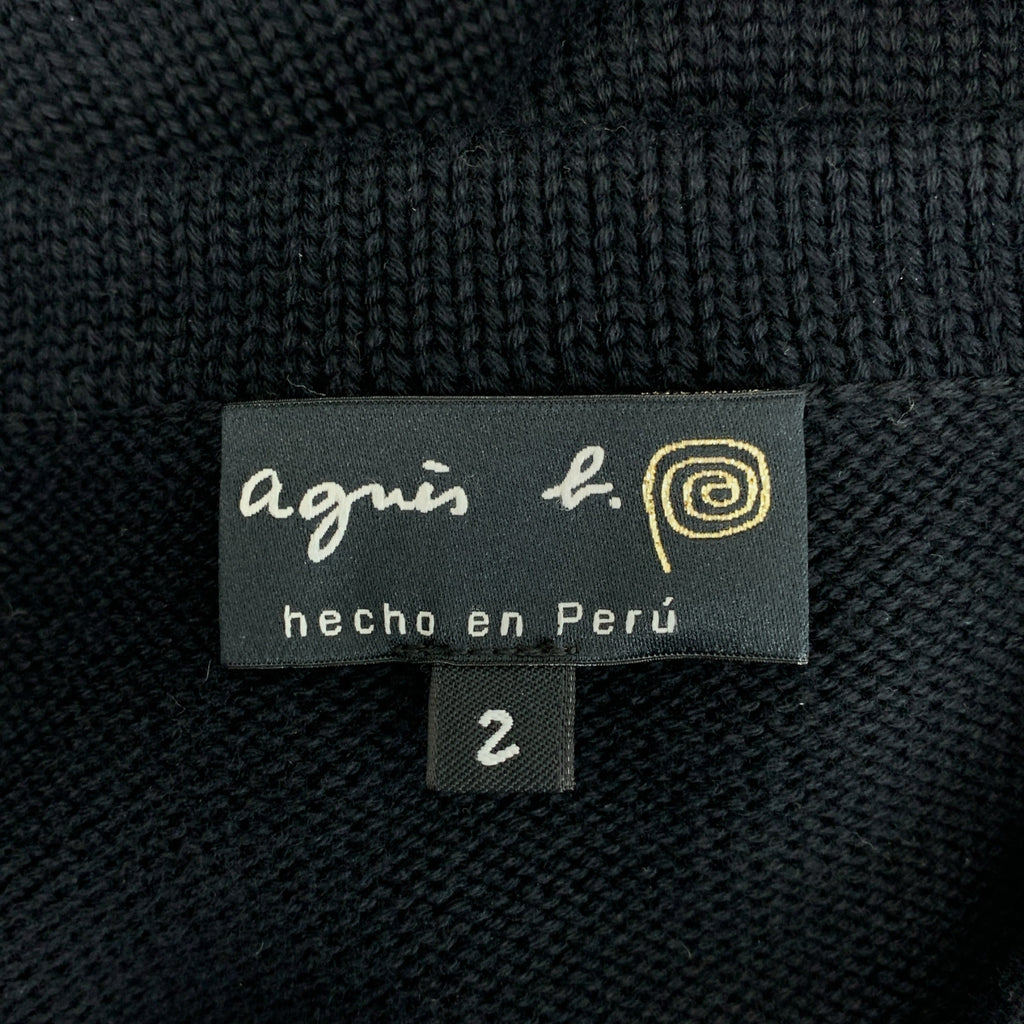 agnès b.
hecho en Perú
2